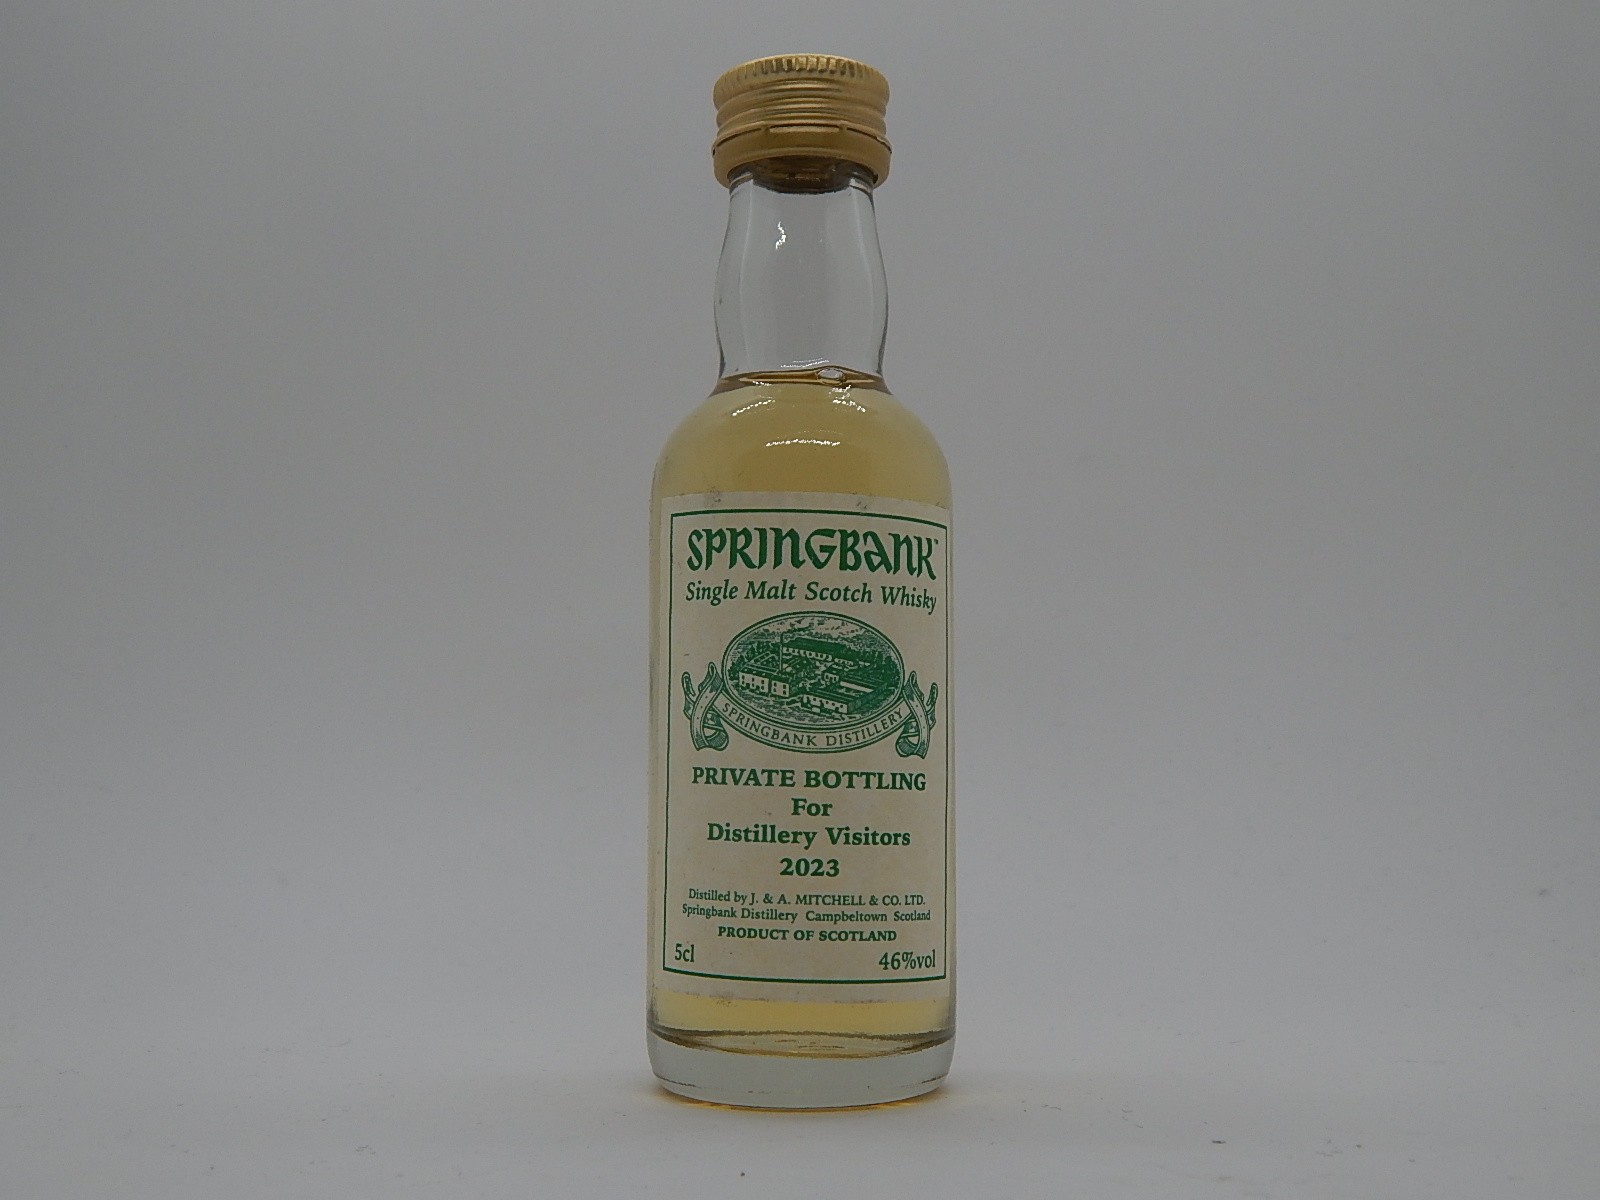 SPRINGBANK™
Single Malt Scotch Whisky
SPRINGBANK DISTILLERY
PRIVATE BOTTLING
For
Distillery Visitors
2023
Distilled by J. & A. MITCHELL & CO. LTD.
Springbank Distillery Campbeltown Scotland
PRODUCT OF SCOTLAND
5cl 46%vol